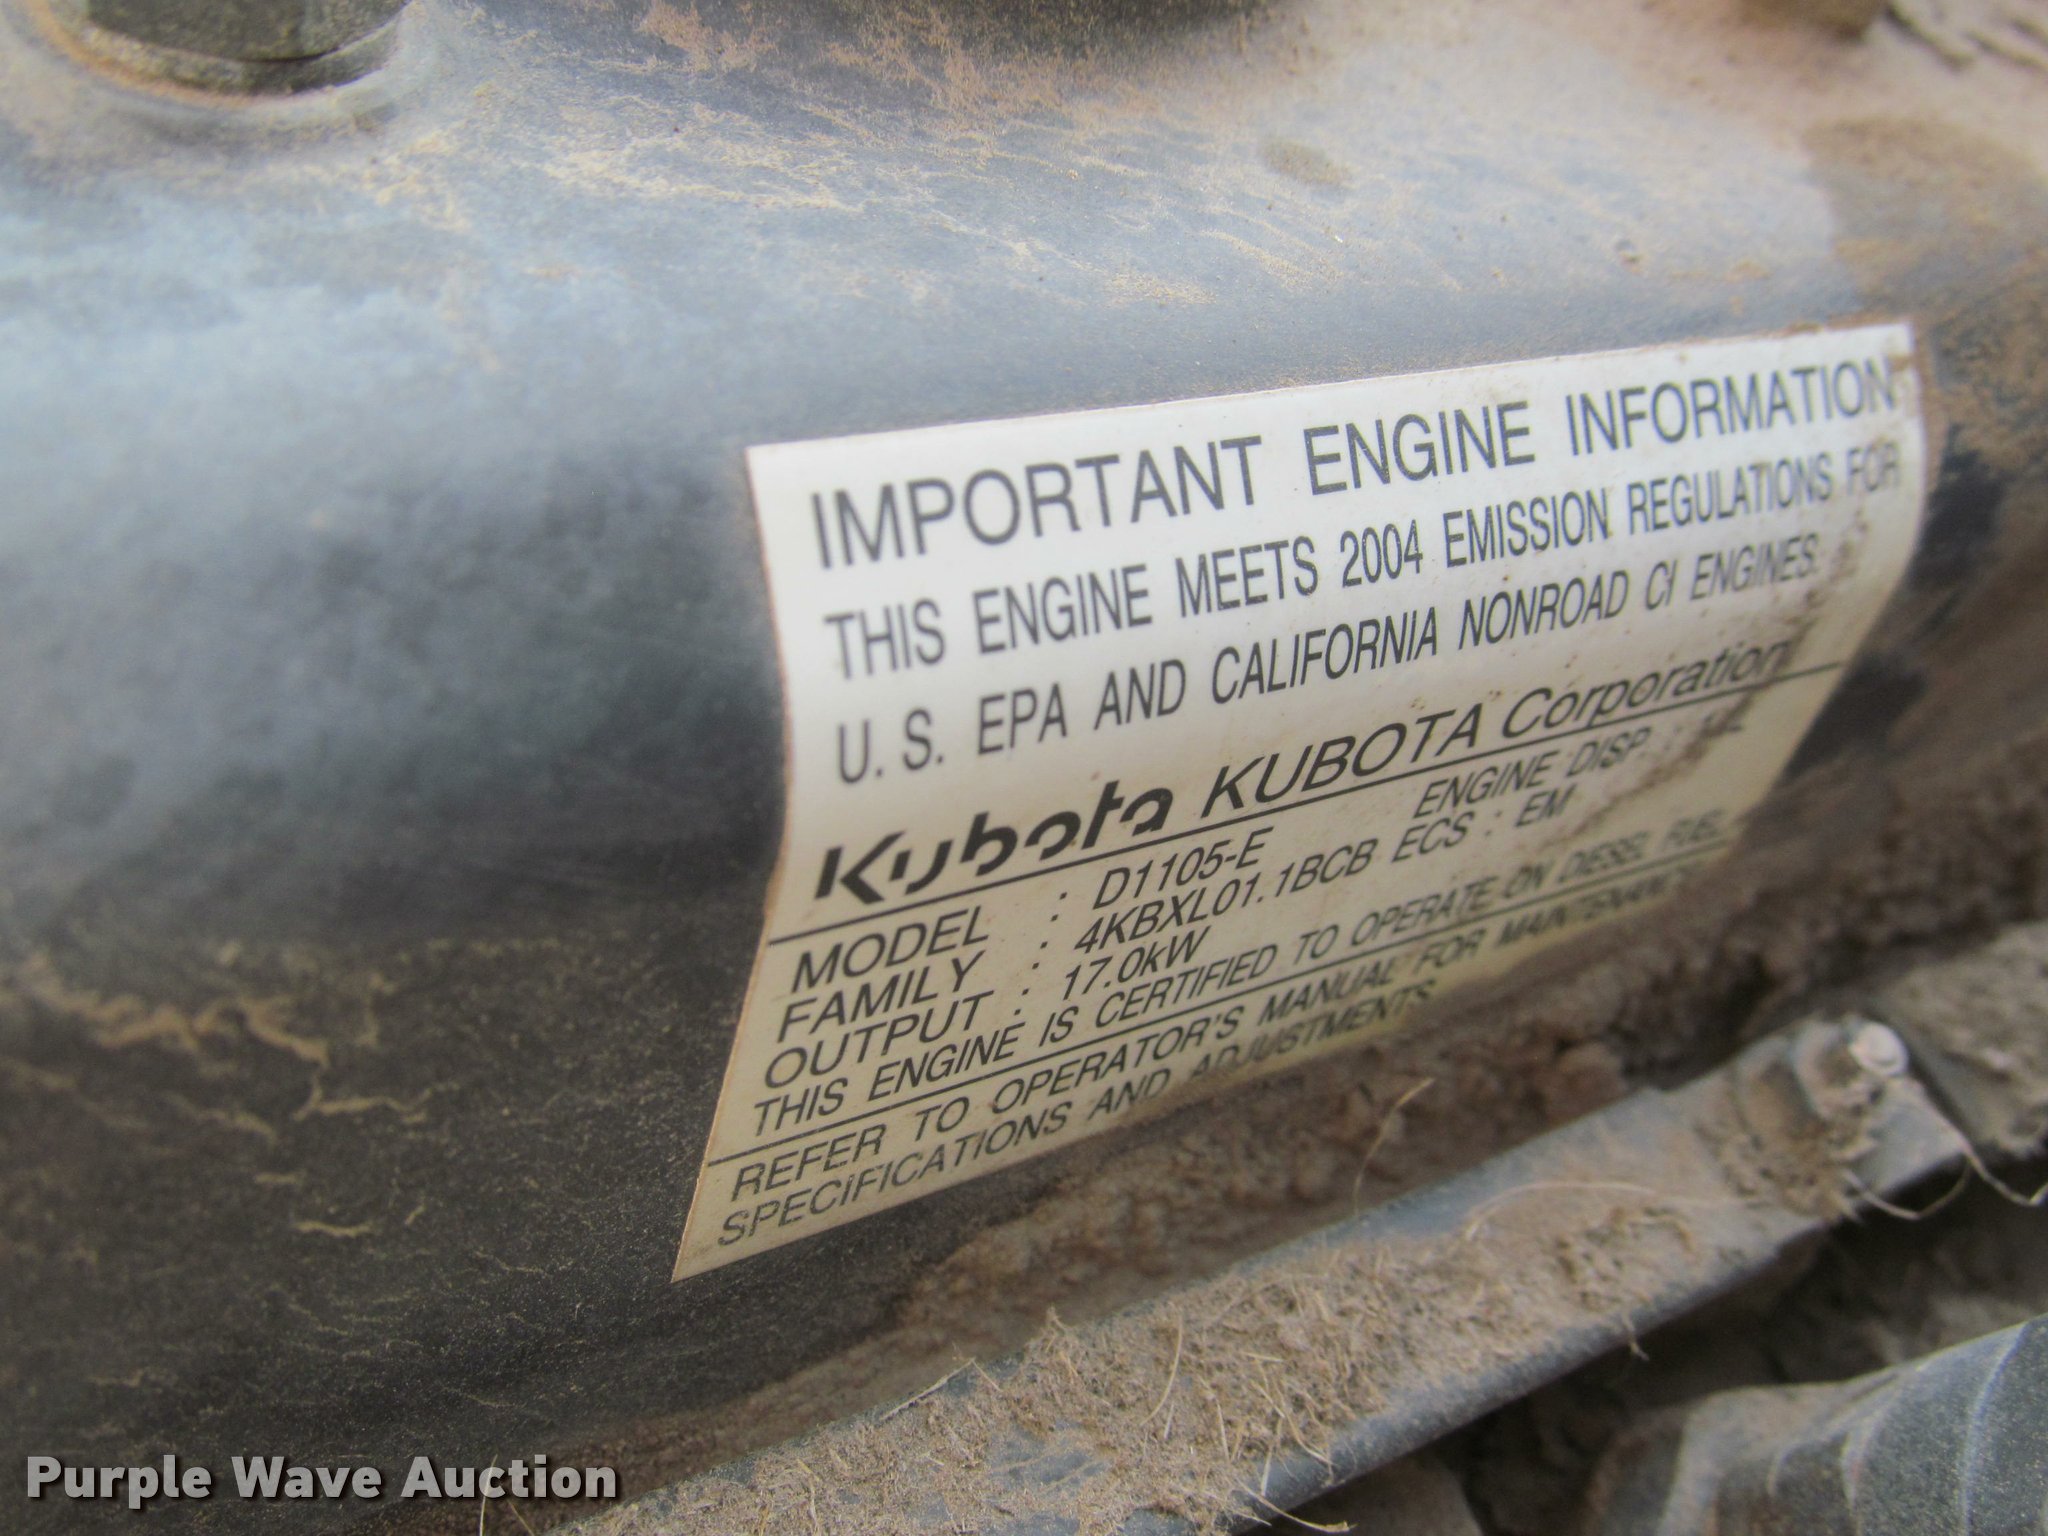 IMPORTANT ENGINE INFORMATION
THIS ENGINE MEETS 2004 EMISSION REGULATIONS FOR
U. S. EPA AND CALIFORNIA NONROAD CI ENGINES.
Kubota KUBOTA Corporation
MODEL : D1105-E ENGINE DISP. :
FAMILY : 4KBXL01.1BCB ECS : EM
OUTPUT : 17.0kW
THIS ENGINE IS CERTIFIED TO OPERATE ON DIESEL FUEL.
REFER TO OPERATOR'S MANUAL FOR MAINTENANCE
SPECIFICATIONS AND ADJUSTMENTS
Purple Wave Auction